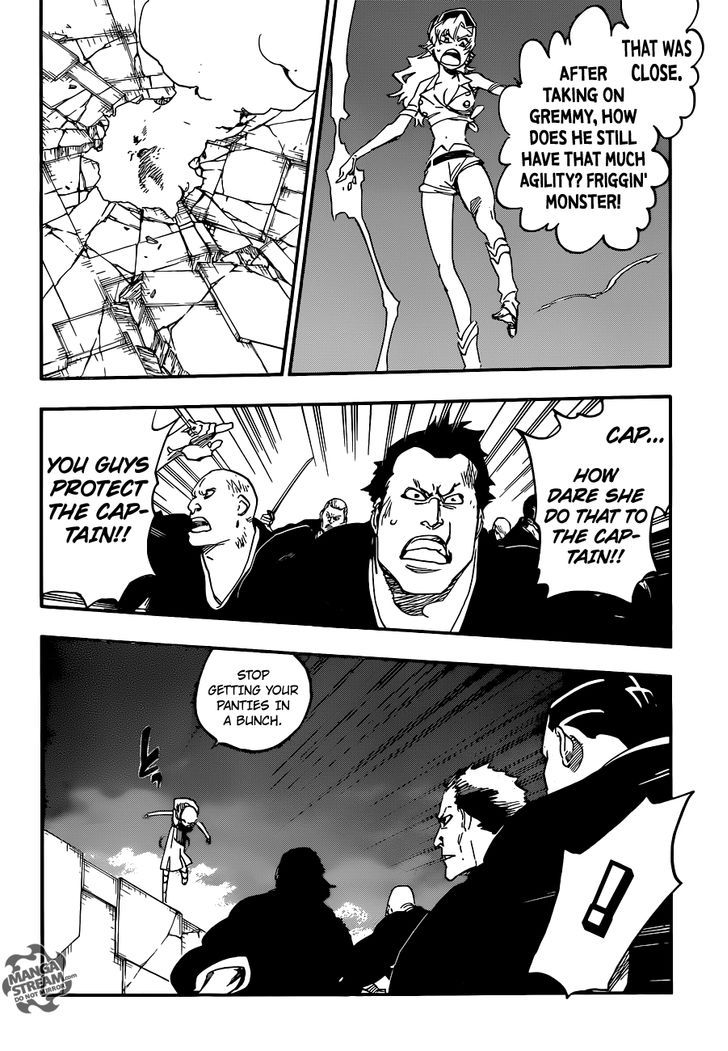 THAT WAS
CLOSE.
AFTER
TAKING ON
GREMMY, HOW
DOES HE STILL
HAVE THAT MUCH
AGILITY? FRIGGIN'
MONSTER!
CAP...
HOW
DARE SHE
DO THAT TO
THE CAP-
TAIN!!
YOU GUYS
PROTECT
THE CAP-
TAIN!!
STOP
GETTING YOUR
PANTIES IN
A BUNCH.
!
MANGA
STREAM.com
DO NOT MIRROR